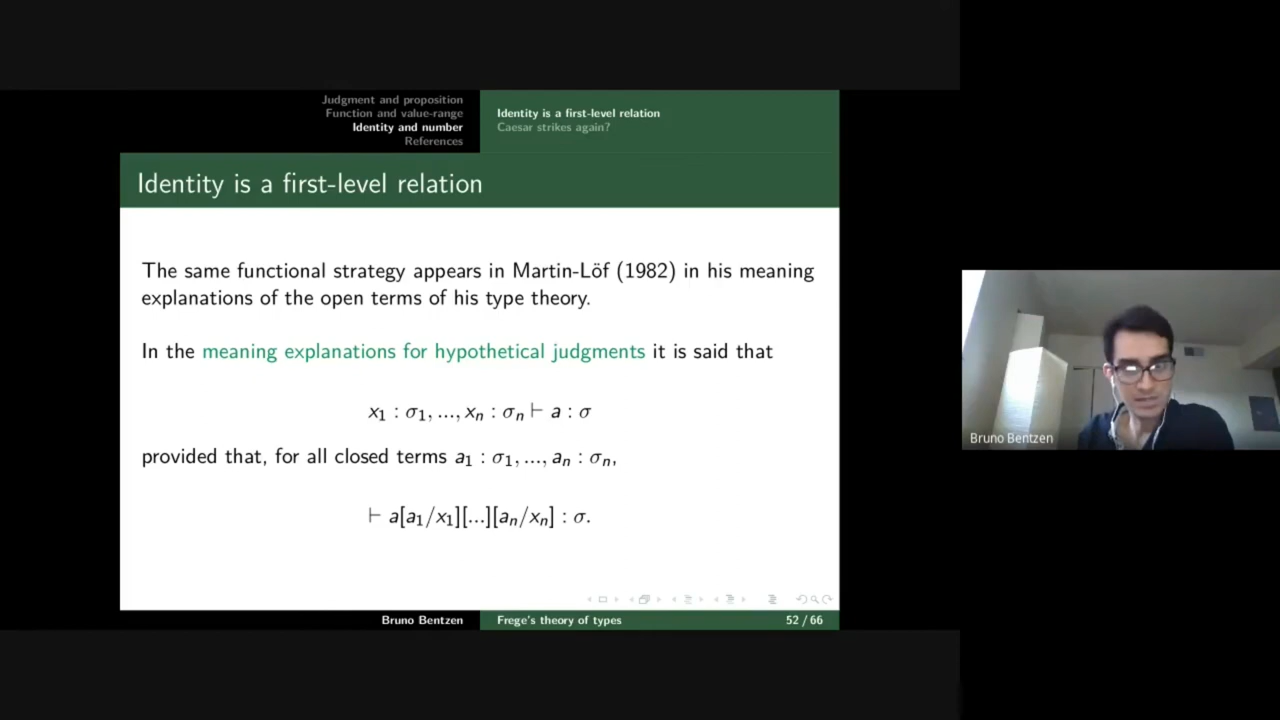 Judgment and proposition
Function and value-range
Identity and number
References
Identity is a first-level relation
Caesar strikes again?
Identity is a first-level relation
The same functional strategy appears in Martin-Löf (1982) in his meaning
explanations of the open terms of his type theory.
In the meaning explanations for hypothetical judgments it is said that
x₁ : σ₁, ..., xₙ : σₙ ⊢ a : σ
provided that, for all closed terms a₁ : σ₁, ..., aₙ : σₙ,
⊢ a[a₁/x₁][...][aₙ/xₙ] : σ.
Bruno Bentzen
Frege's theory of types
52 / 66
Bruno Bentzen